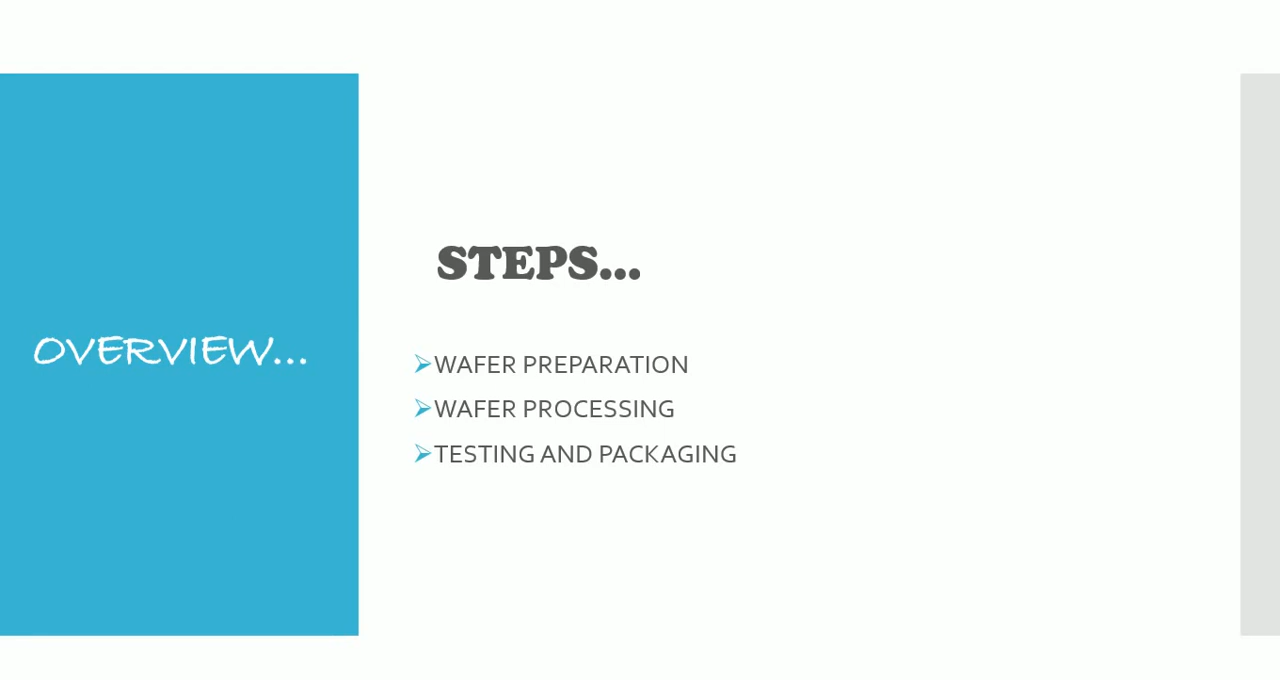 OVERVIEW...
STEPS...
WAFER PREPARATION
WAFER PROCESSING
TESTING AND PACKAGING